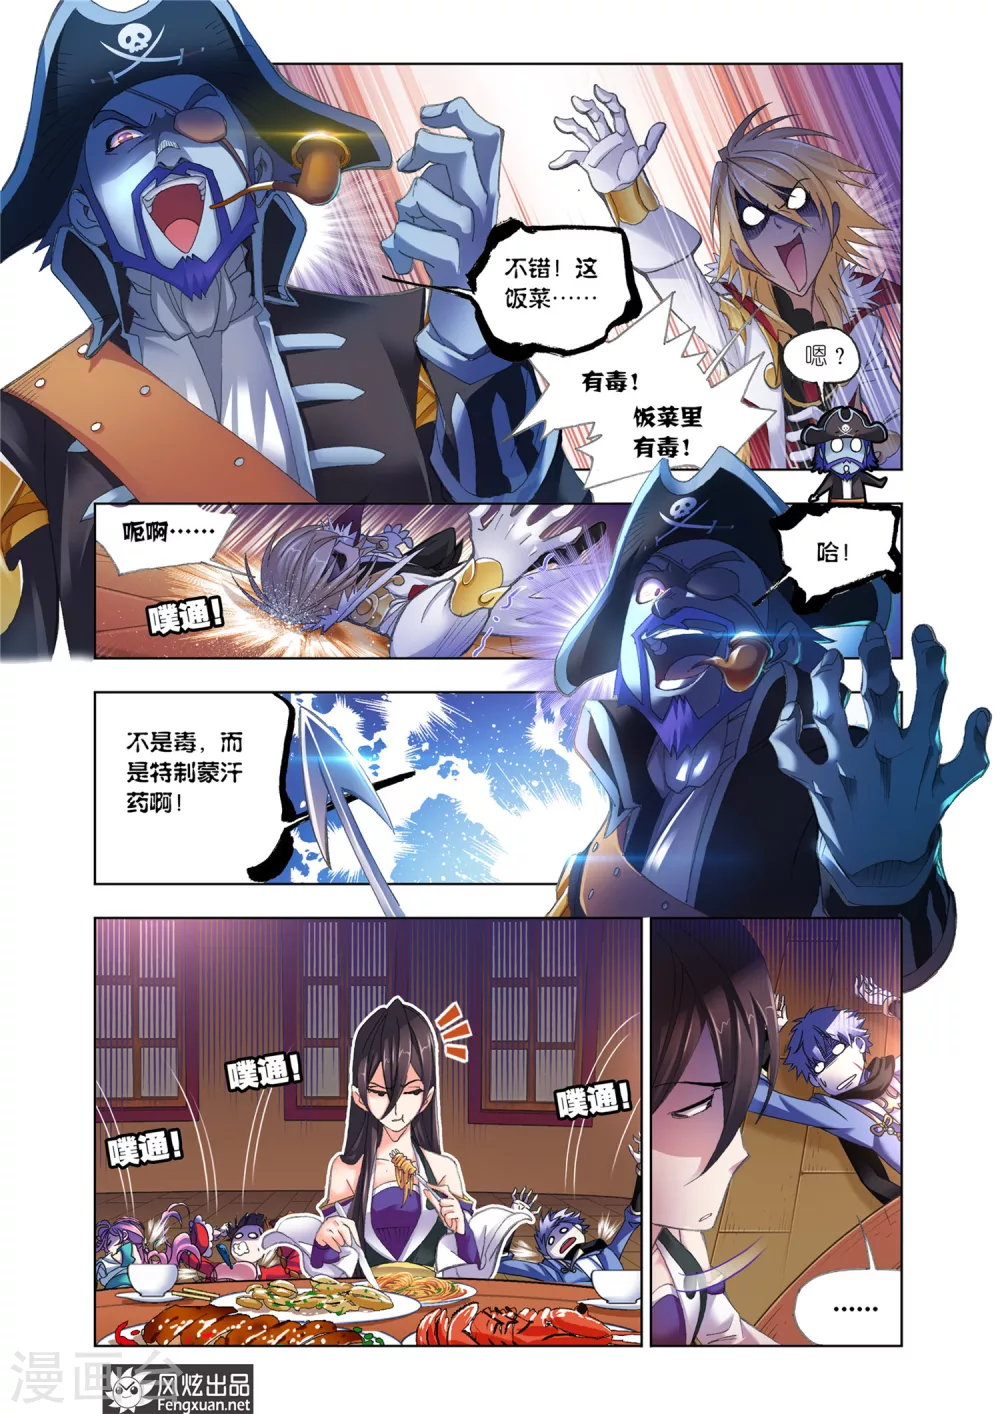 不错！这
饭菜……
有毒！
饭菜里
有毒！
嗯？
呃啊……
噗通！
哈！
不是毒，而
是特制蒙汗
药啊！
噗通！
噗通！
噗通！
……
漫画台
风炫出品
Fengxuan.net